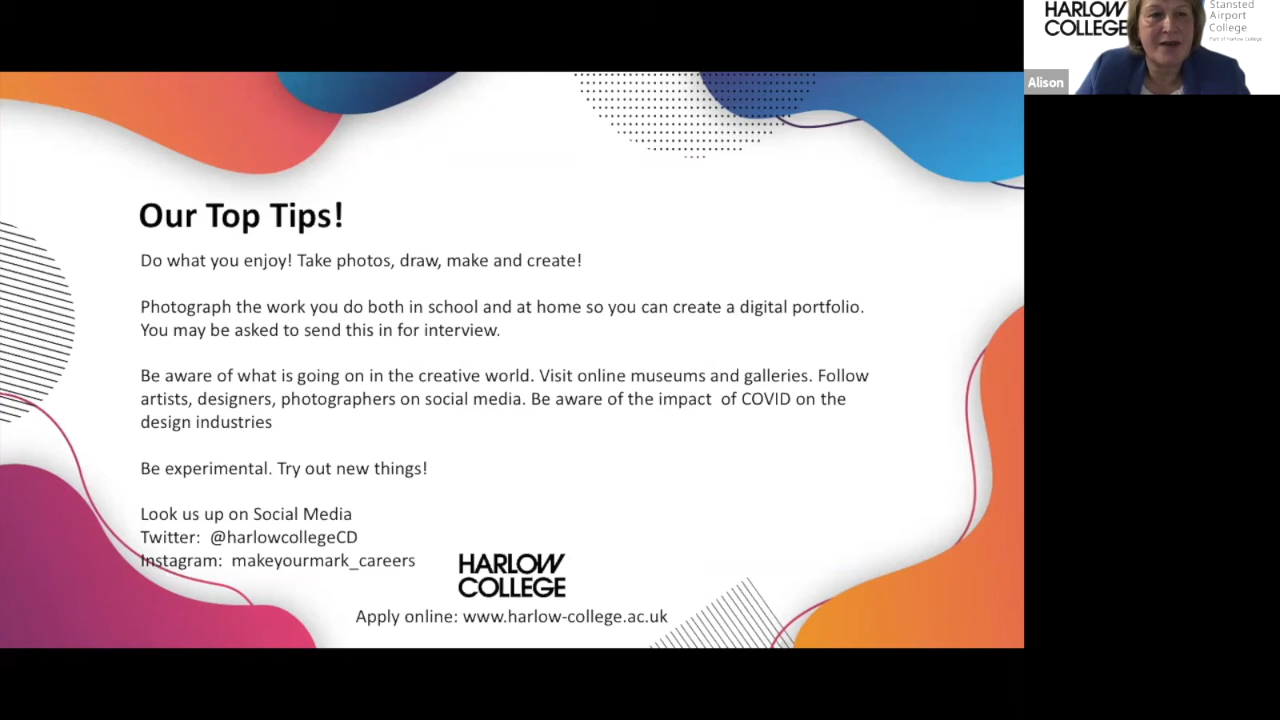 HARLOW
COLLEGE
Stansted
Airport
College
Part of Harlow College
Alison
Our Top Tips!
Do what you enjoy! Take photos, draw, make and create!
Photograph the work you do both in school and at home so you can create a digital portfolio.
You may be asked to send this in for interview.
Be aware of what is going on in the creative world. Visit online museums and galleries. Follow
artists, designers, photographers on social media. Be aware of the impact  of COVID on the
design industries
Be experimental. Try out new things!
Look us up on Social Media
Twitter:  @harlowcollegeCD
Instagram:  makeyourmark_careers
HARLOW
COLLEGE
Apply online: www.harlow-college.ac.uk